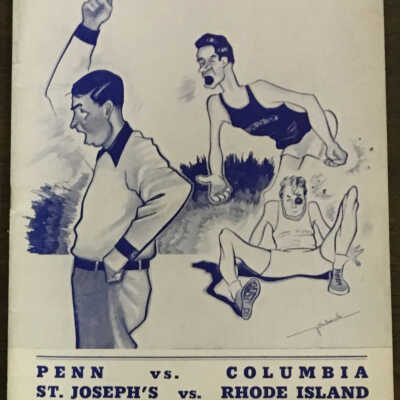 PENN vs. COLUMBIA
ST. JOSEPH'S vs. RHODE ISLAND